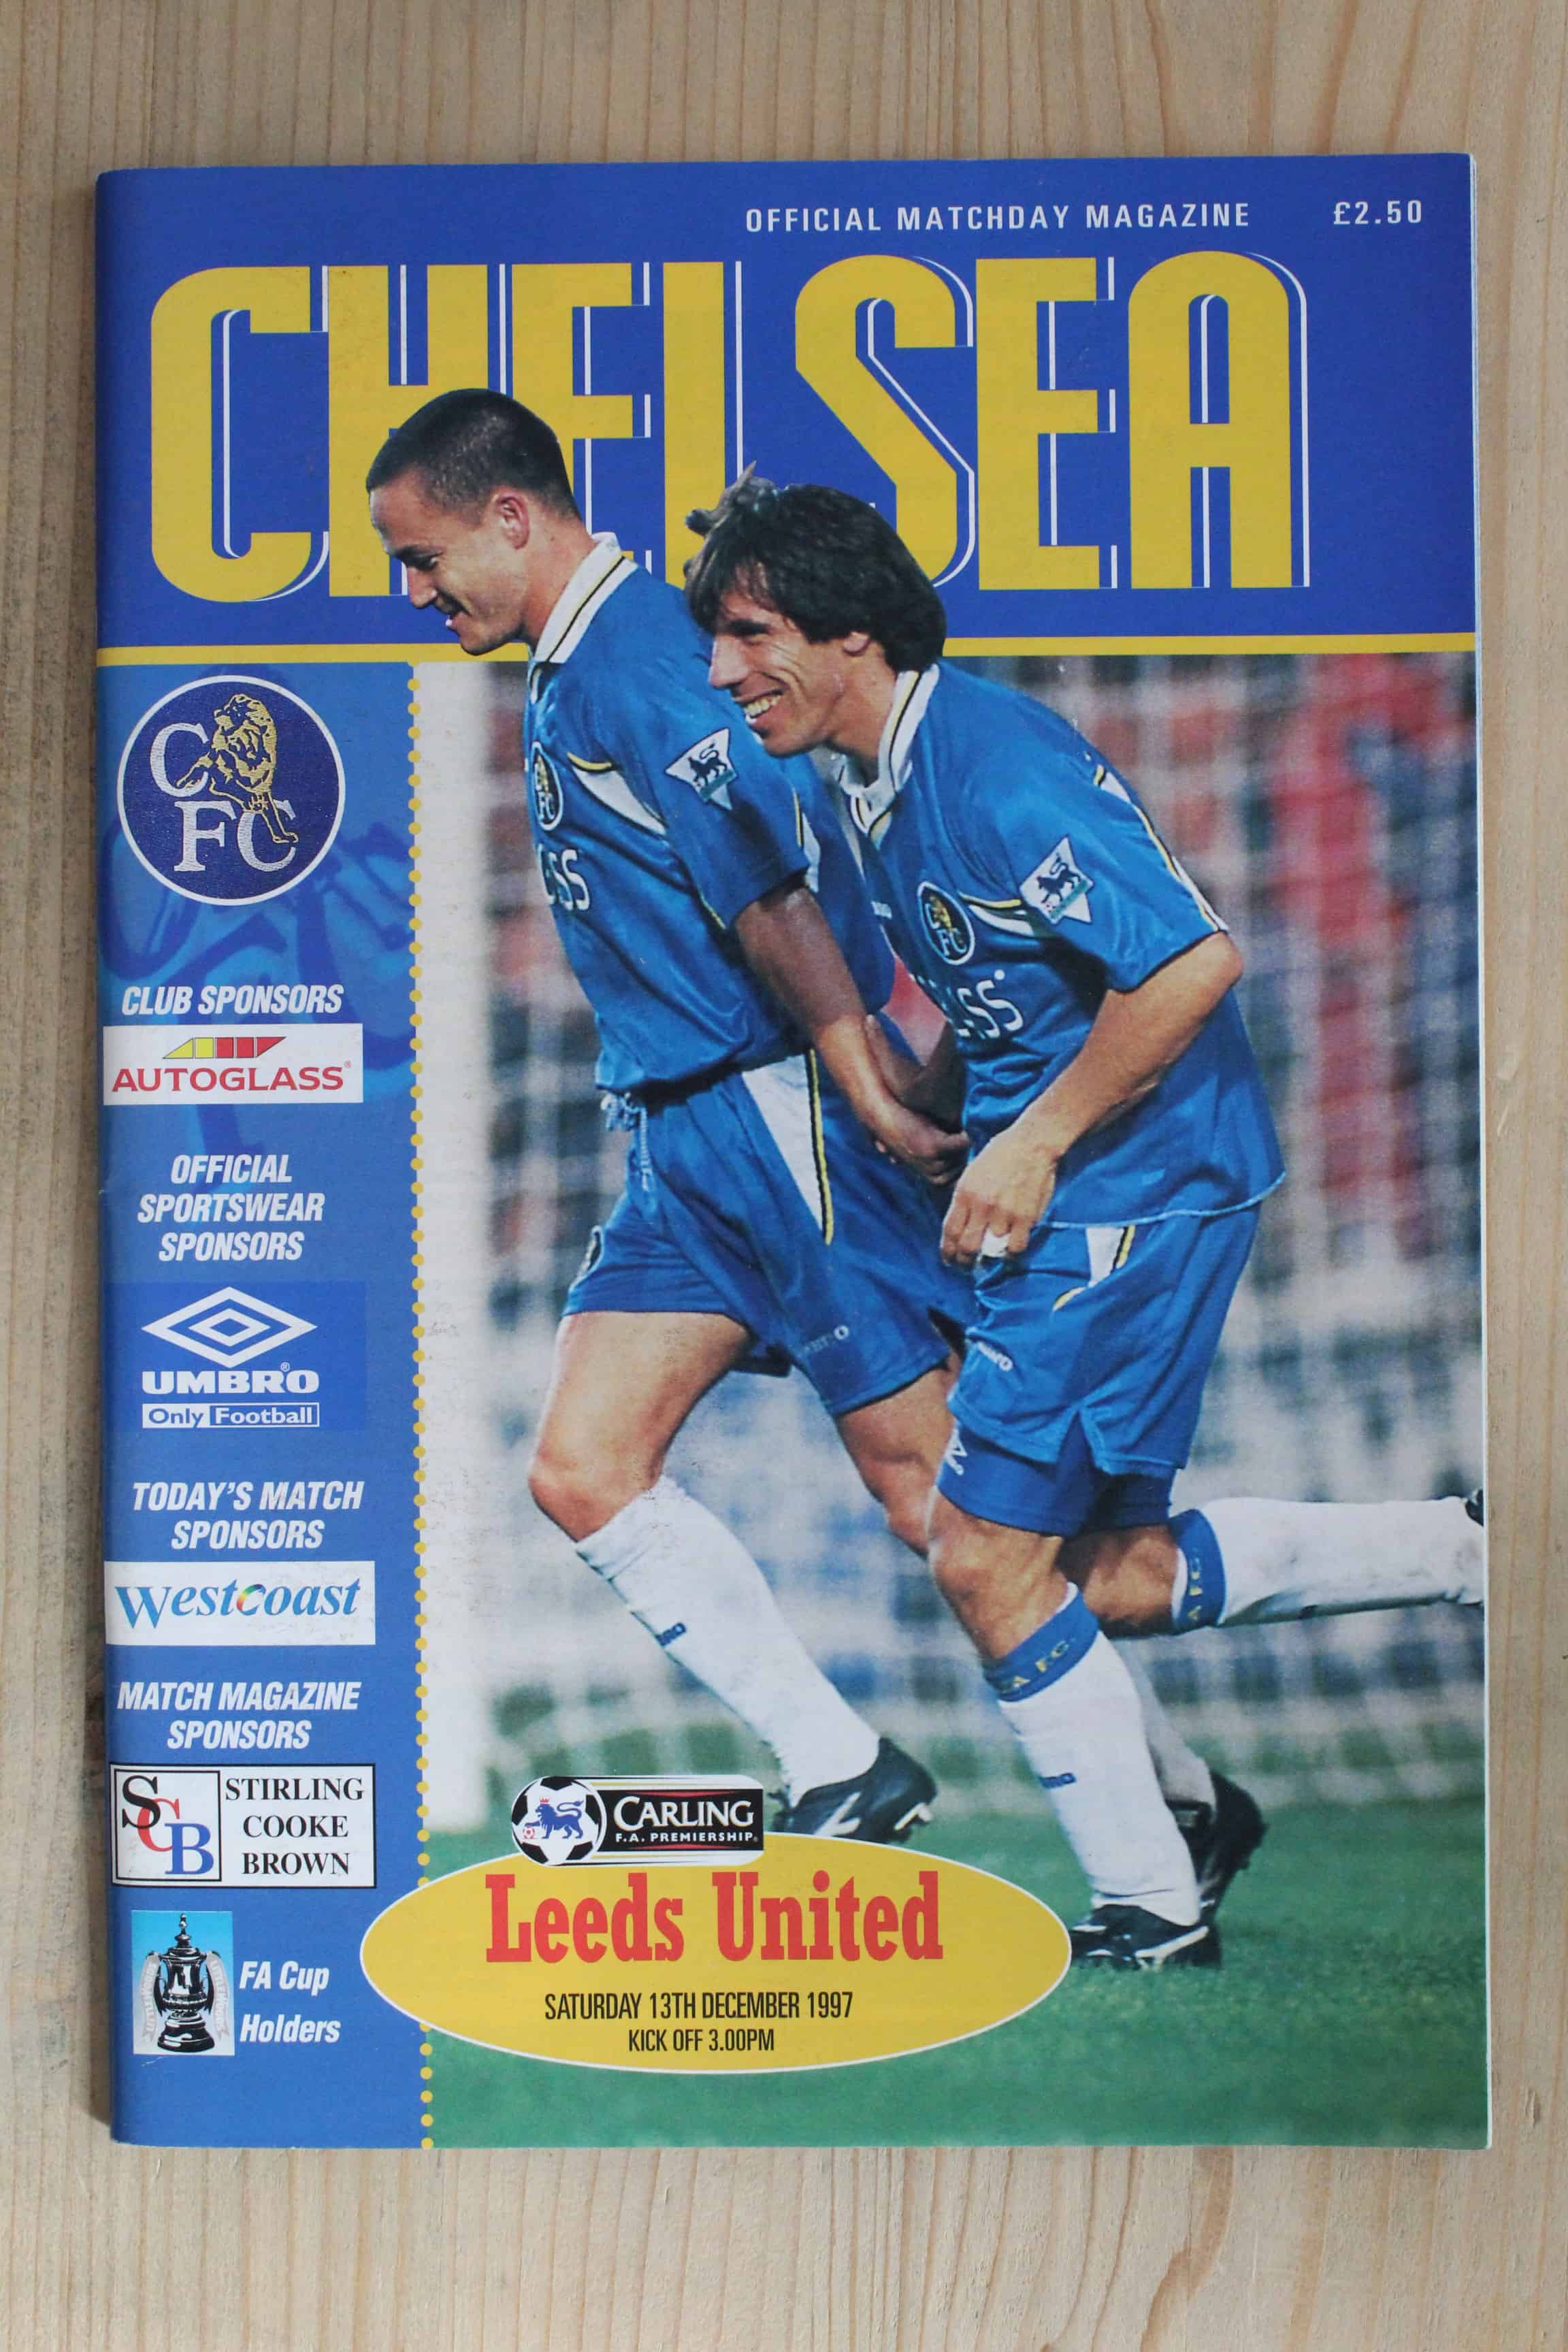 OFFICIAL MATCHDAY MAGAZINE £2.50
CHELSEA
CFC
CLUB SPONSORS
AUTOGLASS®
OFFICIAL
SPORTSWEAR
SPONSORS
UMBRO®
Only Football
TODAY'S MATCH
SPONSORS
Westcoast
MATCH MAGAZINE
SPONSORS
SCB
STIRLING
COOKE
BROWN
FA Cup
Holders
CARLING
F.A. PREMIERSHIP
Leeds United
SATURDAY 13TH DECEMBER 1997
KICK OFF 3.00PM